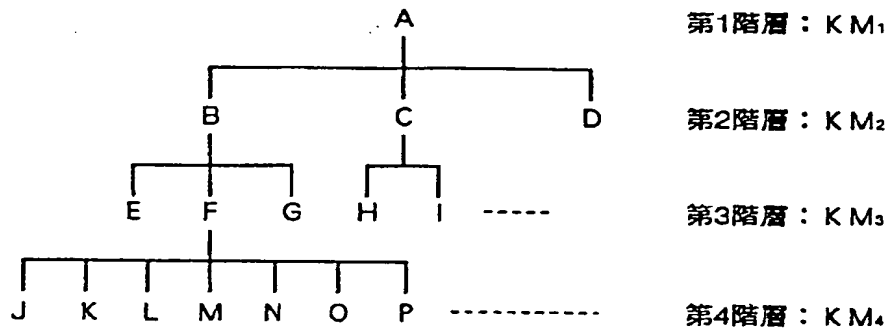 A 第1階層：KM₁
B C D 第2階層：KM₂
E F G H I ----- 第3階層：KM₃
J K L M N O P ------------- 第4階層：KM₄